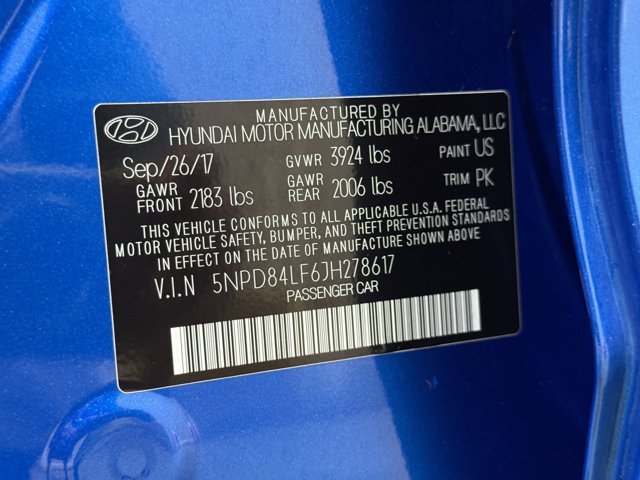 MANUFACTURED BY
HYUNDAI MOTOR MANUFACTURING ALABAMA, LLC
Sep/26/17 GVWR 3924 lbs PAINT US
GAWR FRONT 2183 lbs GAWR REAR 2006 lbs TRIM PK
THIS VEHICLE CONFORMS TO ALL APPLICABLE U.S.A. FEDERAL
MOTOR VEHICLE SAFETY, BUMPER, AND THEFT PREVENTION STANDARDS
IN EFFECT ON THE DATE OF MANUFACTURE SHOWN ABOVE
V.I.N 5NPD84LF6JH278617
PASSENGER CAR